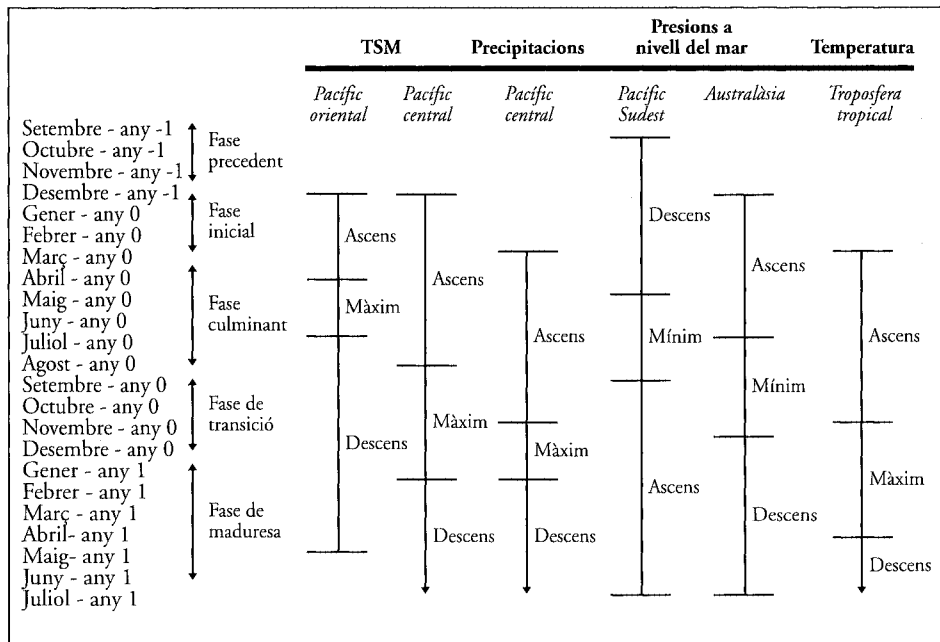 TSM Precipitacions Presions a nivell del mar Temperatura
Pacífic oriental Pacífic central Pacífic central Pacífic Sudest Australàsia Troposfera tropical
Setembre - any -1
Octubre - any -1
Novembre - any -1
Desembre - any -1
Gener - any 0
Febrer - any 0
Març - any 0
Abril - any 0
Maig - any 0
Juny - any 0
Juliol - any 0
Agost - any 0
Setembre - any 0
Octubre - any 0
Novembre - any 0
Desembre - any 0
Gener - any 1
Febrer - any 1
Març - any 1
Abril - any 1
Maig- any 1
Juny - any 1
Juliol - any 1
Fase
precedent
Fase
inicial
Fase
culminant
Fase de
transició
Fase de
maduresa
Ascens
Màxim
Descens
Ascens
Màxim
Descens
Ascens
Màxim
Descens
Descens
Mínim
Ascens
Ascens
Mínim
Descens
Ascens
Màxim
Descens